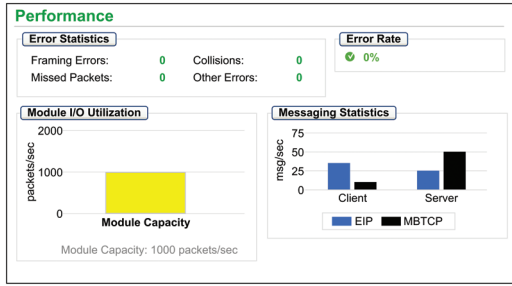 Performance
Error Statistics
Framing Errors: 0 Collisions: 0
Missed Packets: 0 Other Errors: 0
Error Rate
0%
Module I/O Utilization
packets/sec
2000
1000
0
Module Capacity
Module Capacity: 1000 packets/sec
Messaging Statistics
msg/sec
75
50
25
0
Client Server
EIP MBTCP